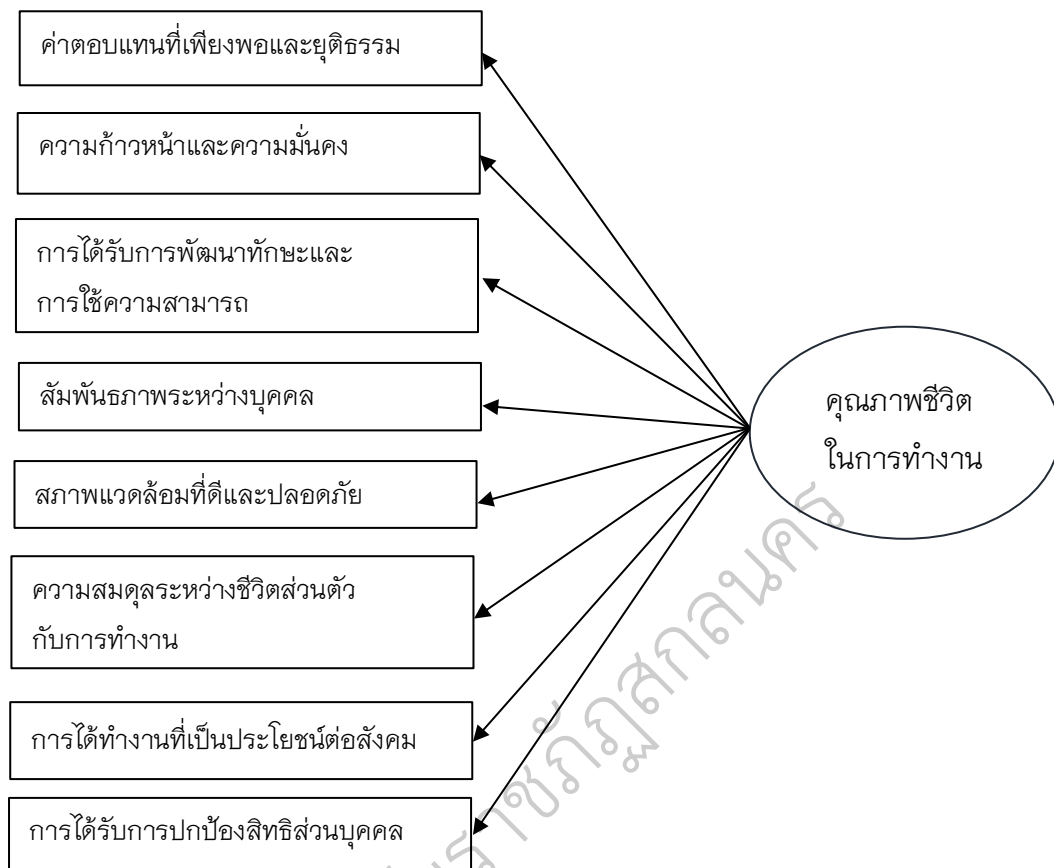 ค่าตอบแทนที่เพียงพอและยุติธรรม
ความก้าวหน้าและความมั่นคง
การได้รับการพัฒนาทักษะและ
การใช้ความสามารถ
สัมพันธภาพระหว่างบุคคล
สภาพแวดล้อมที่ดีและปลอดภัย
ความสมดุลระหว่างชีวิตส่วนตัว
กับการทำงาน
การได้ทำงานที่เป็นประโยชน์ต่อสังคม
การได้รับการปกป้องสิทธิส่วนบุคคล
คุณภาพชีวิต
ในการทำงาน
ราชภัฏสกลนคร